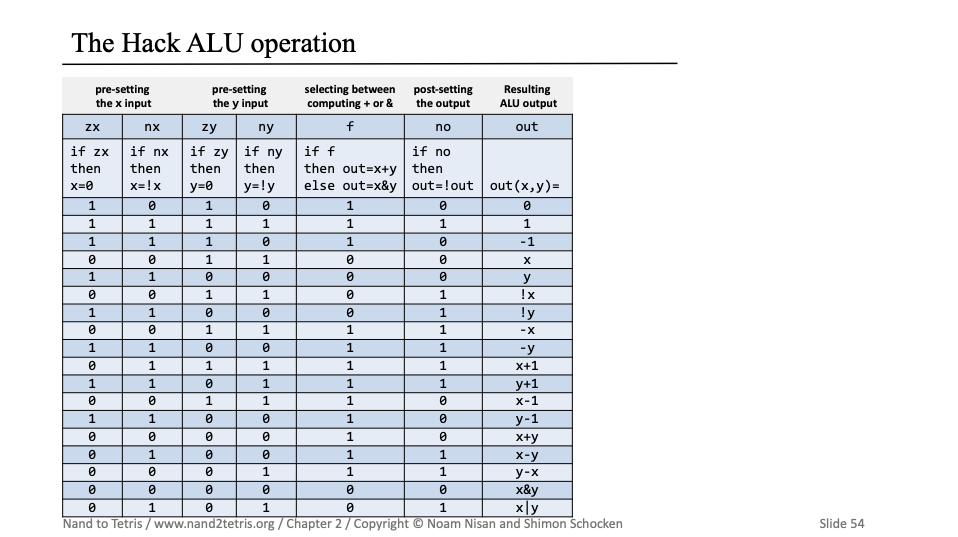 The Hack ALU operation
pre-setting the x input pre-setting the y input selecting between computing + or & post-setting the output Resulting ALU output
zx nx zy ny f no out
if zx then x=0 if nx then x=!x if zy then y=0 if ny then y=!y if f then out=x+y else out=x&y if no then out=!out out(x,y)=
1 0 1 0 1 0 0
1 1 1 1 1 1 1
1 1 1 0 1 0 -1
0 0 1 1 0 0 x
1 1 0 0 0 0 y
0 0 1 1 0 1 !x
1 1 0 0 0 1 !y
0 0 1 1 1 1 -x
1 1 0 0 1 1 -y
0 1 1 1 1 1 x+1
1 1 0 1 1 1 y+1
0 0 1 1 1 0 x-1
1 1 0 0 1 0 y-1
0 0 0 0 1 0 x+y
0 1 0 0 1 1 x-y
0 0 0 1 1 1 y-x
0 0 0 0 0 0 x&y
0 1 0 1 0 1 x|y
Nand to Tetris / www.nand2tetris.org / Chapter 2 / Copyright © Noam Nisan and Shimon Schocken Slide 54